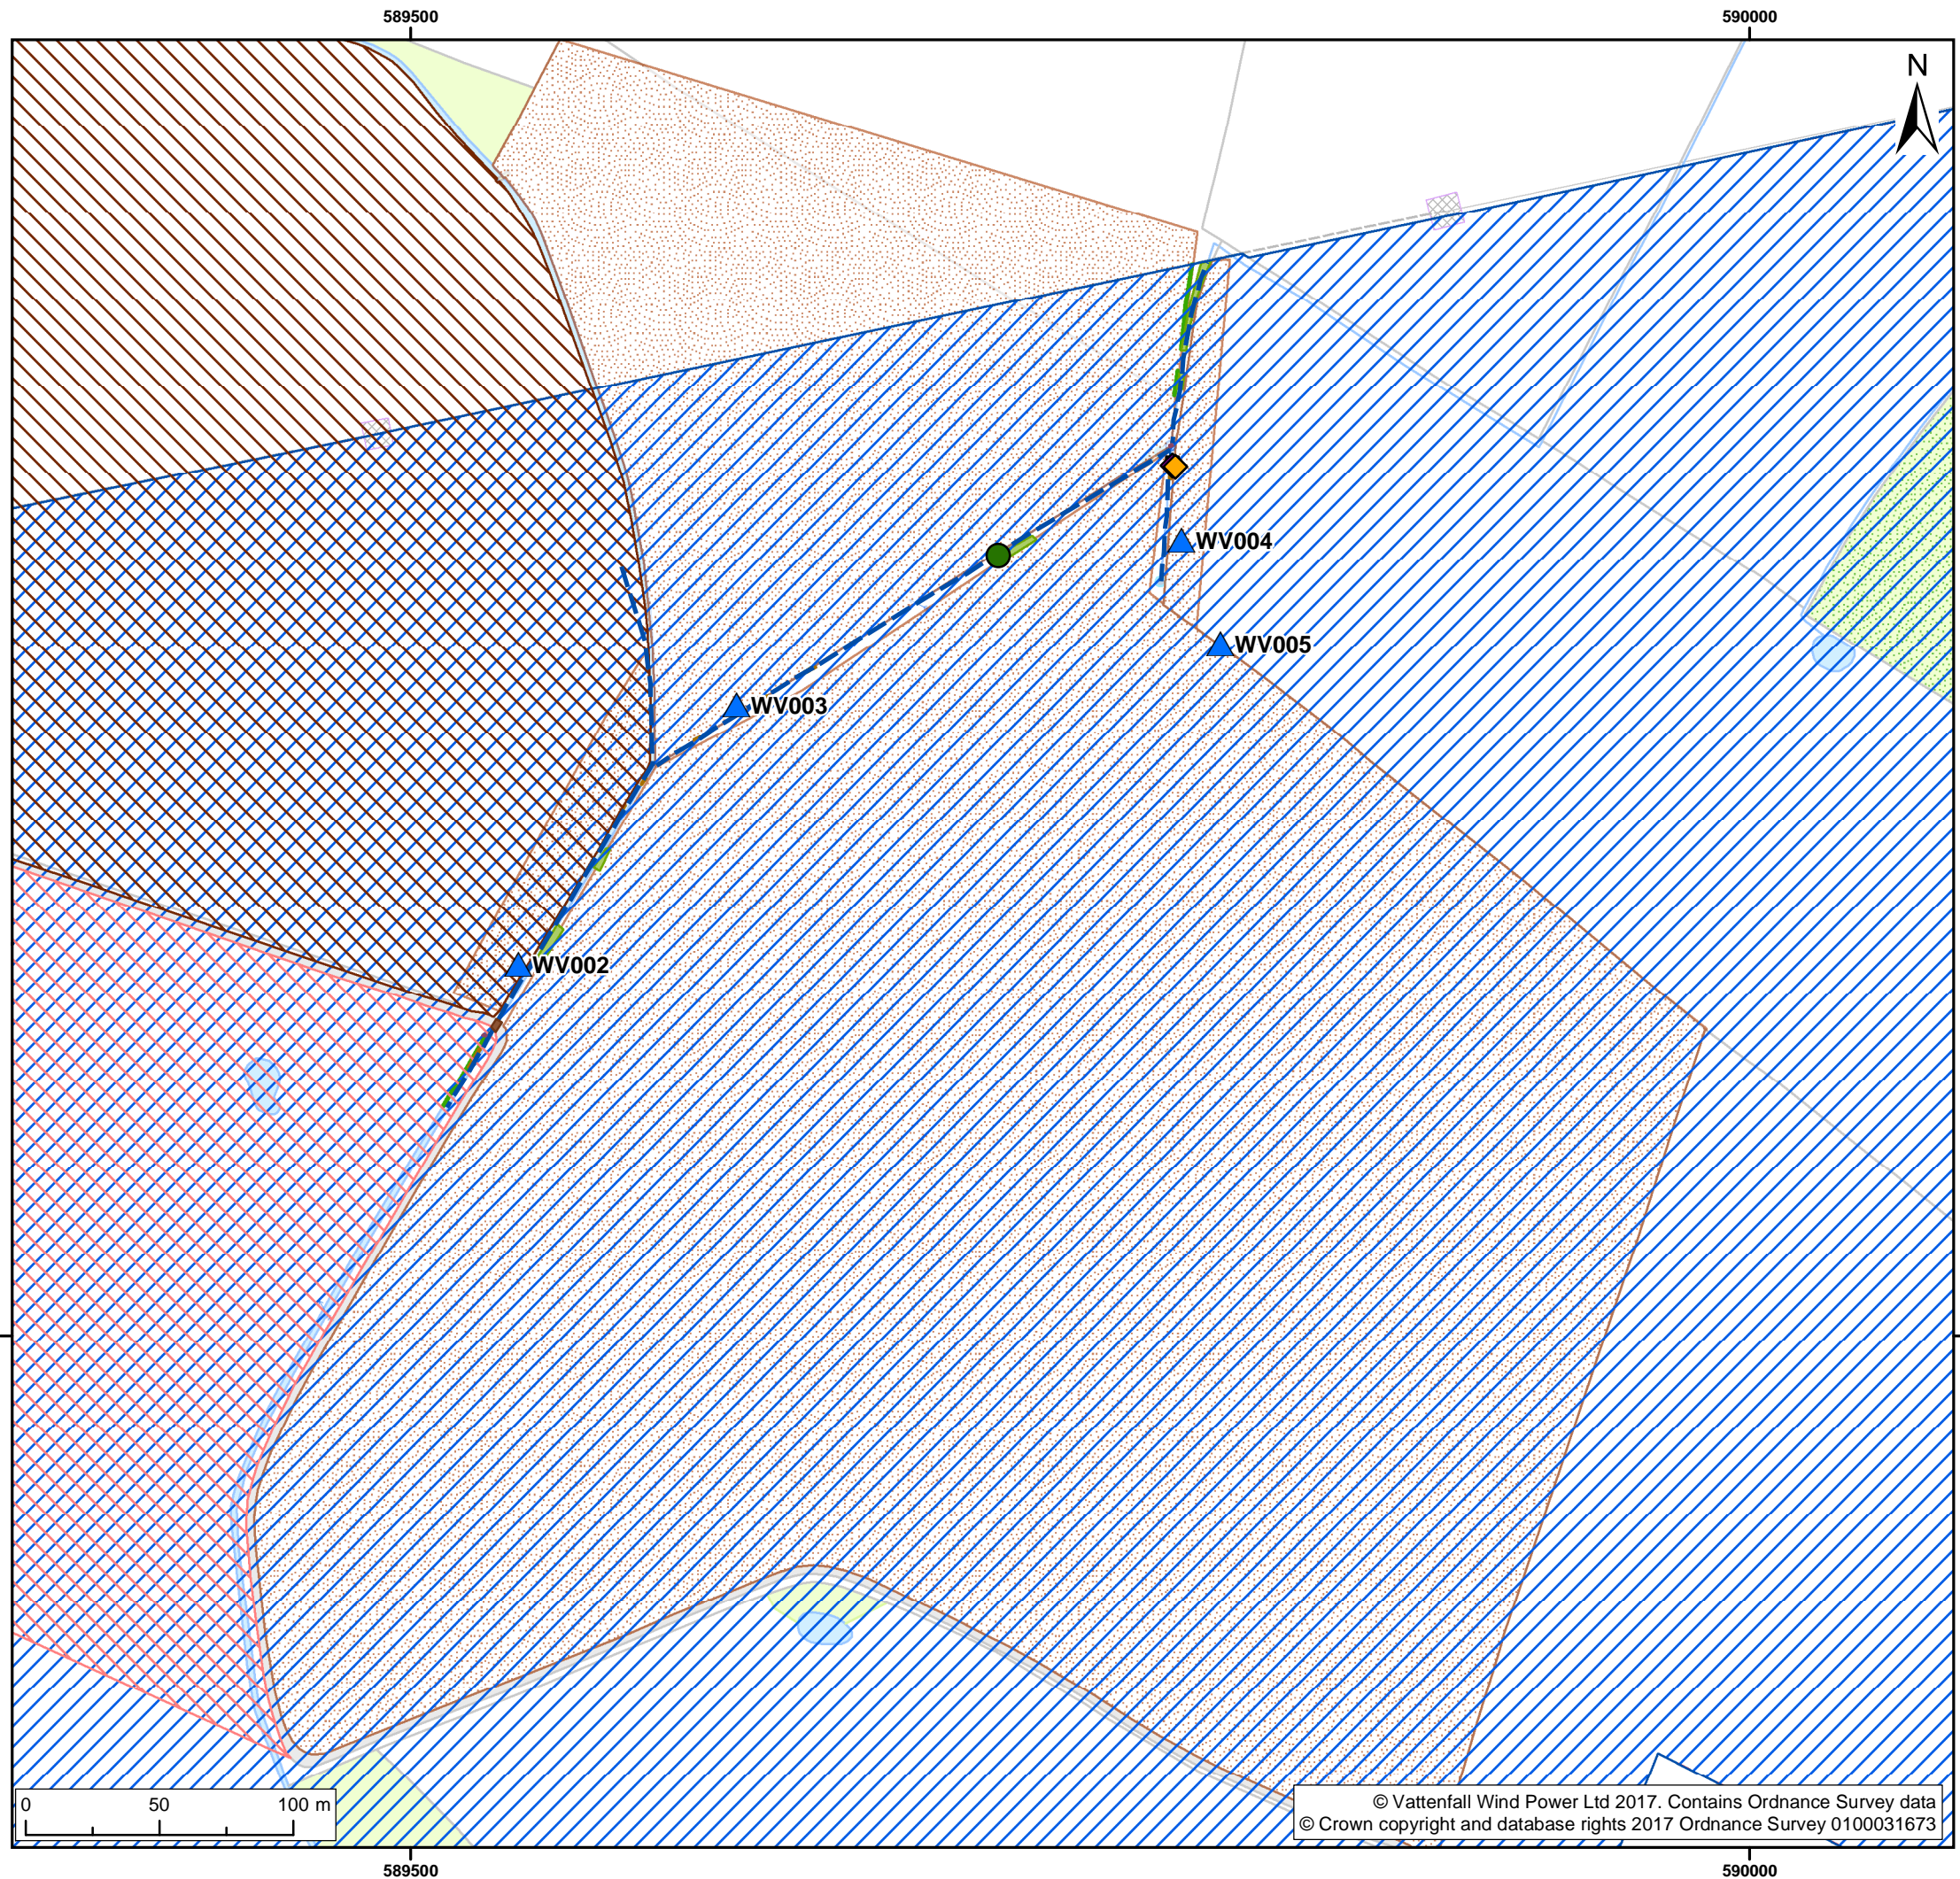 589500 590000
N
WV004
WV005
WV003
WV002
0 50 100 m
© Vattenfall Wind Power Ltd 2017. Contains Ordnance Survey data
© Crown copyright and database rights 2017 Ordnance Survey 0100031673
589500 590000